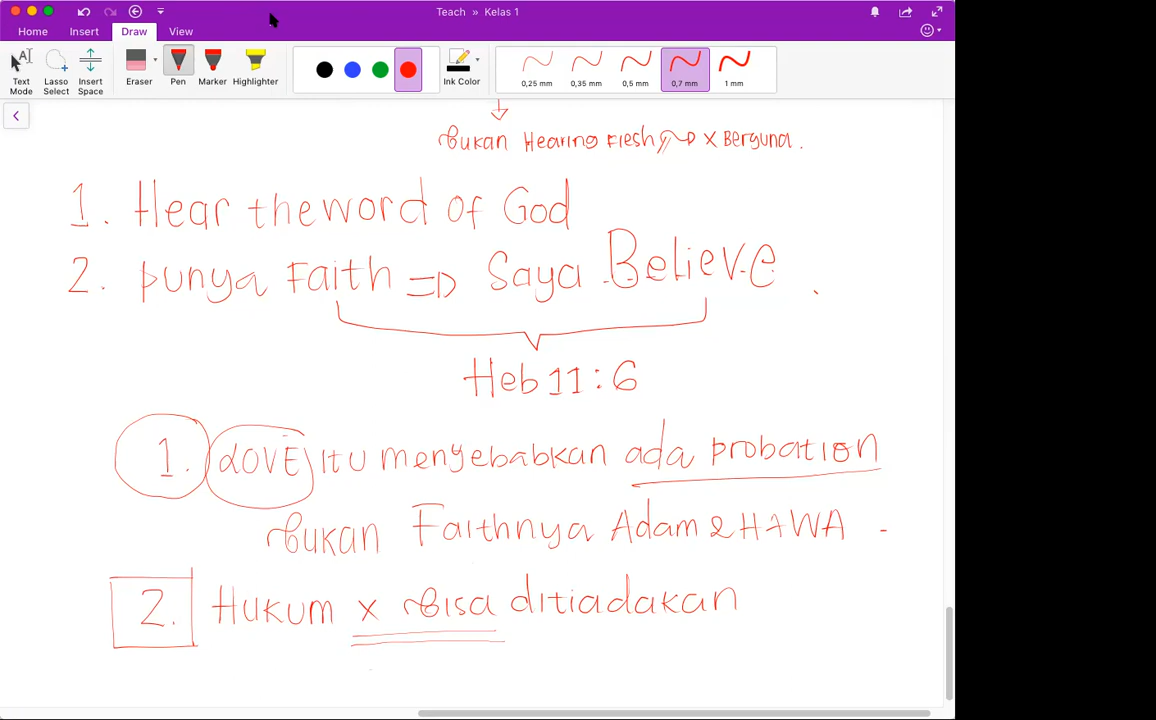 Teach » Kelas 1
Home Insert Draw View
Text Mode Lasso Select Insert Space Eraser Pen Marker Highlighter Ink Color 0,25 mm 0,35 mm 0,5 mm 0,7 mm 1 mm
Bukan Hearing Flesh x Berguna.
1. Hear the word of God
2. punya Faith => Saya Believe.
Heb 11:6
1. LOVE itu menyebabkan ada probation
Bukan Faithnya Adam & HAWA -
2. Hukum x Bisa ditiadakan